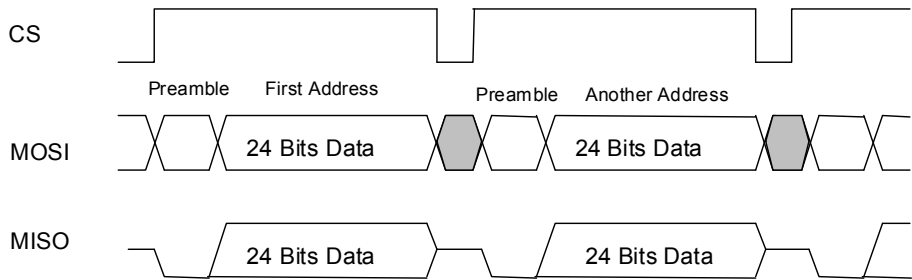 CS
Preamble First Address Preamble Another Address
MOSI 24 Bits Data 24 Bits Data
MISO 24 Bits Data 24 Bits Data